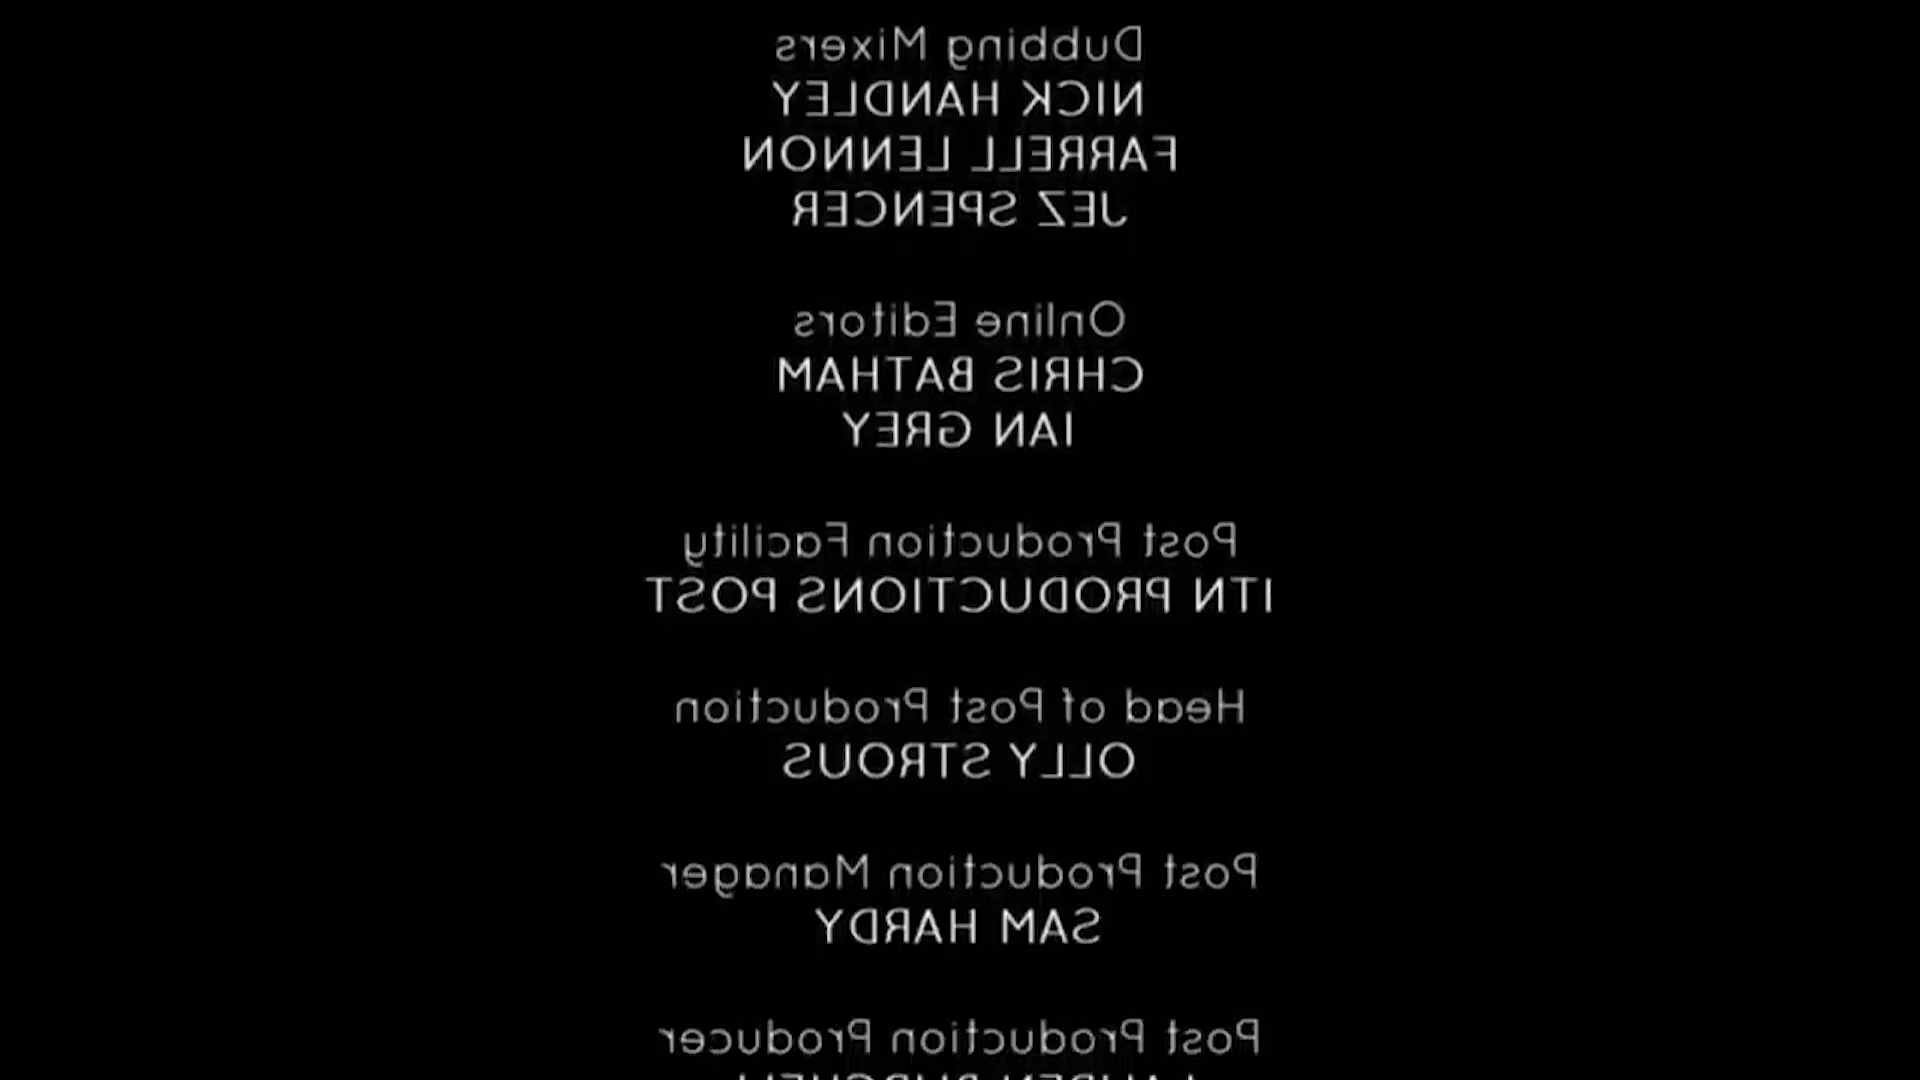 Dubbing Mixers
NICK HANDLEY
FARRELL LENNON
JEZ SPENCER
Online Editors
CHRIS BATHAM
IAN GREY
Post Production Facility
ITN PRODUCTIONS POST
Head of Post Production
OLLY STROUS
Post Production Manager
SAM HARDY
Post Production Producer
LAUREN